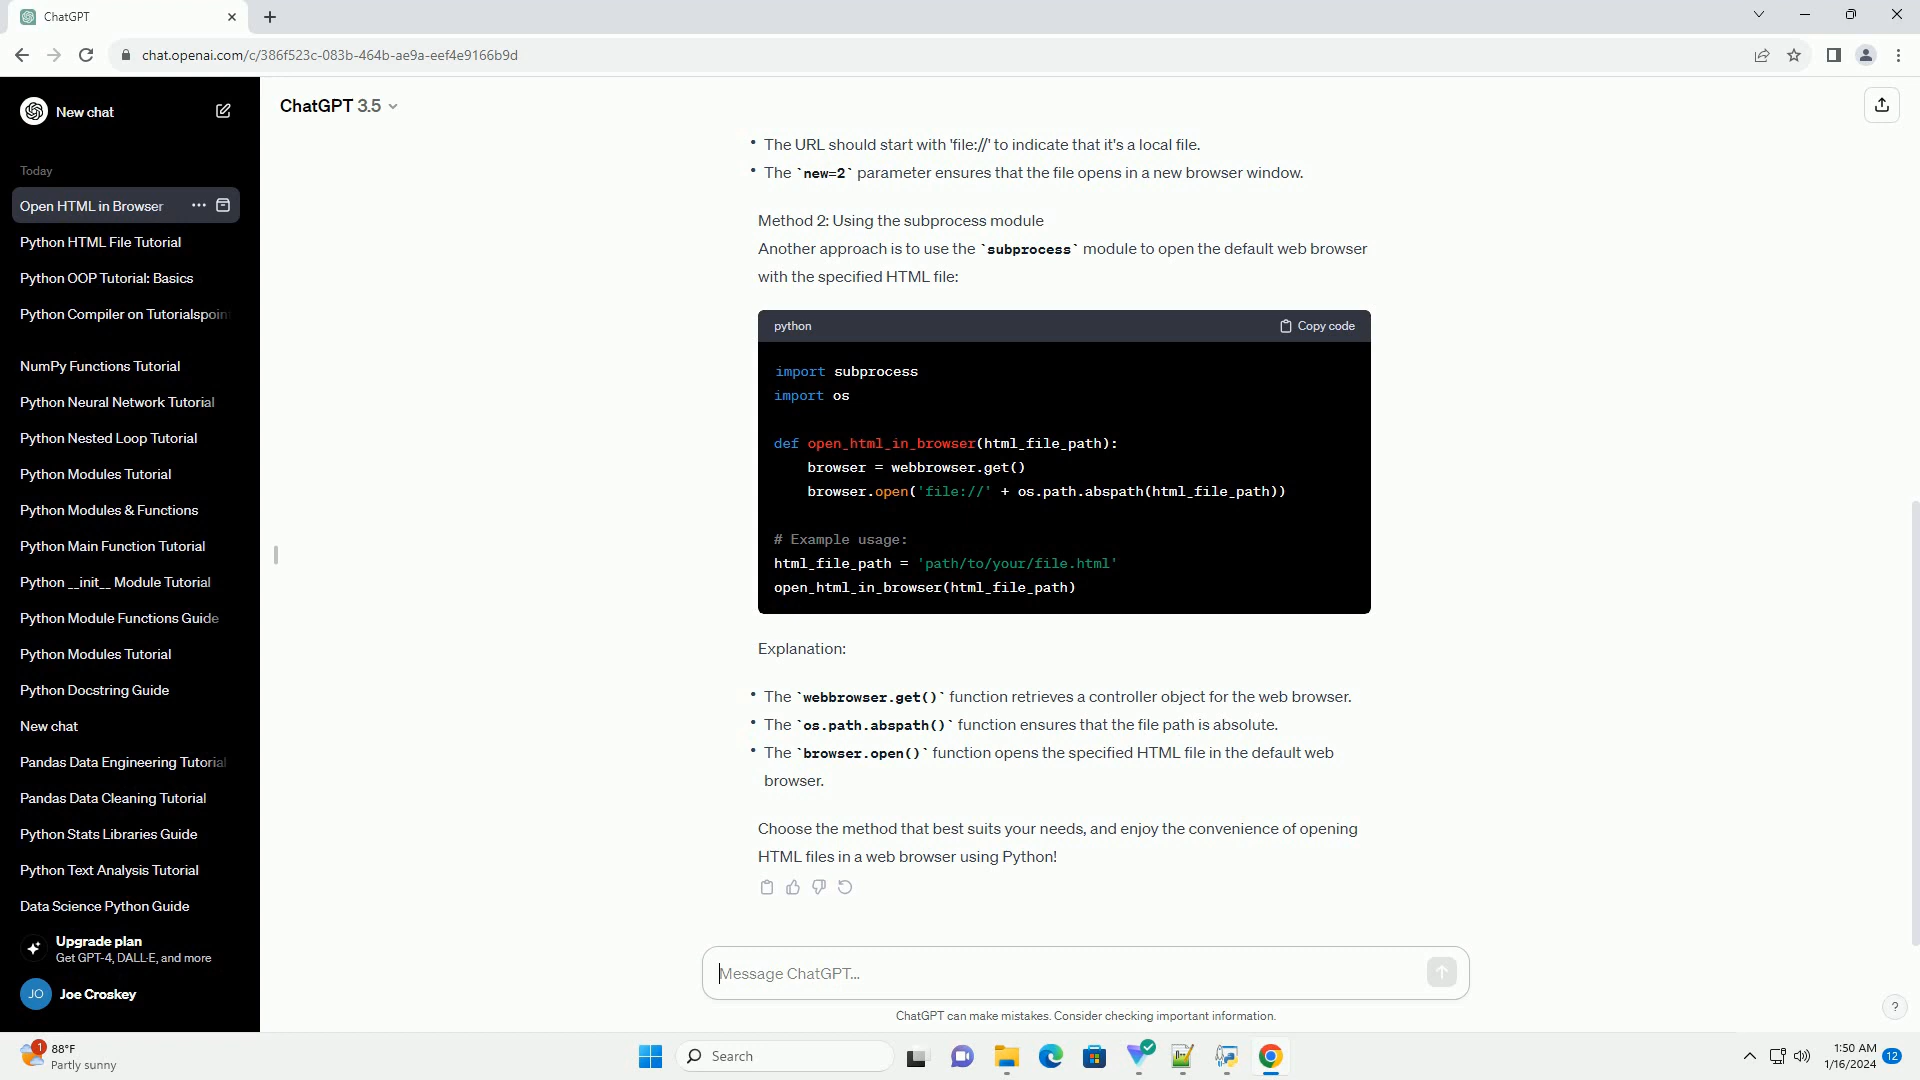 ChatGPT
chat.openai.com/c/386f523c-083b-464b-ae9a-eef4e9166b9d
New chat
ChatGPT 3.5
Today
Open HTML in Browser
Python HTML File Tutorial
Python OOP Tutorial: Basics
Python Compiler on Tutorialspoin
NumPy Functions Tutorial
Python Neural Network Tutorial
Python Nested Loop Tutorial
Python Modules Tutorial
Python Modules & Functions
Python Main Function Tutorial
Python __init__ Module Tutorial
Python Module Functions Guide
Python Modules Tutorial
Python Docstring Guide
New chat
Pandas Data Engineering Tutorial
Pandas Data Cleaning Tutorial
Python Stats Libraries Guide
Python Text Analysis Tutorial
Data Science Python Guide
Upgrade plan
Get GPT-4, DALL·E, and more
JO Joe Croskey
• The URL should start with 'file://' to indicate that it's a local file.
• The `new=2` parameter ensures that the file opens in a new browser window.
Method 2: Using the subprocess module
Another approach is to use the `subprocess` module to open the default web browser
with the specified HTML file:
python Copy code
import subprocess
import os
def open_html_in_browser(html_file_path):
    browser = webbrowser.get()
    browser.open('file://' + os.path.abspath(html_file_path))
# Example usage:
html_file_path = 'path/to/your/file.html'
open_html_in_browser(html_file_path)
Explanation:
• The `webbrowser.get()` function retrieves a controller object for the web browser.
• The `os.path.abspath()` function ensures that the file path is absolute.
• The `browser.open()` function opens the specified HTML file in the default web
browser.
Choose the method that best suits your needs, and enjoy the convenience of opening
HTML files in a web browser using Python!
Message ChatGPT...
ChatGPT can make mistakes. Consider checking important information.
?
1
88°F
Partly sunny
Search
1:50 AM
1/16/2024
12